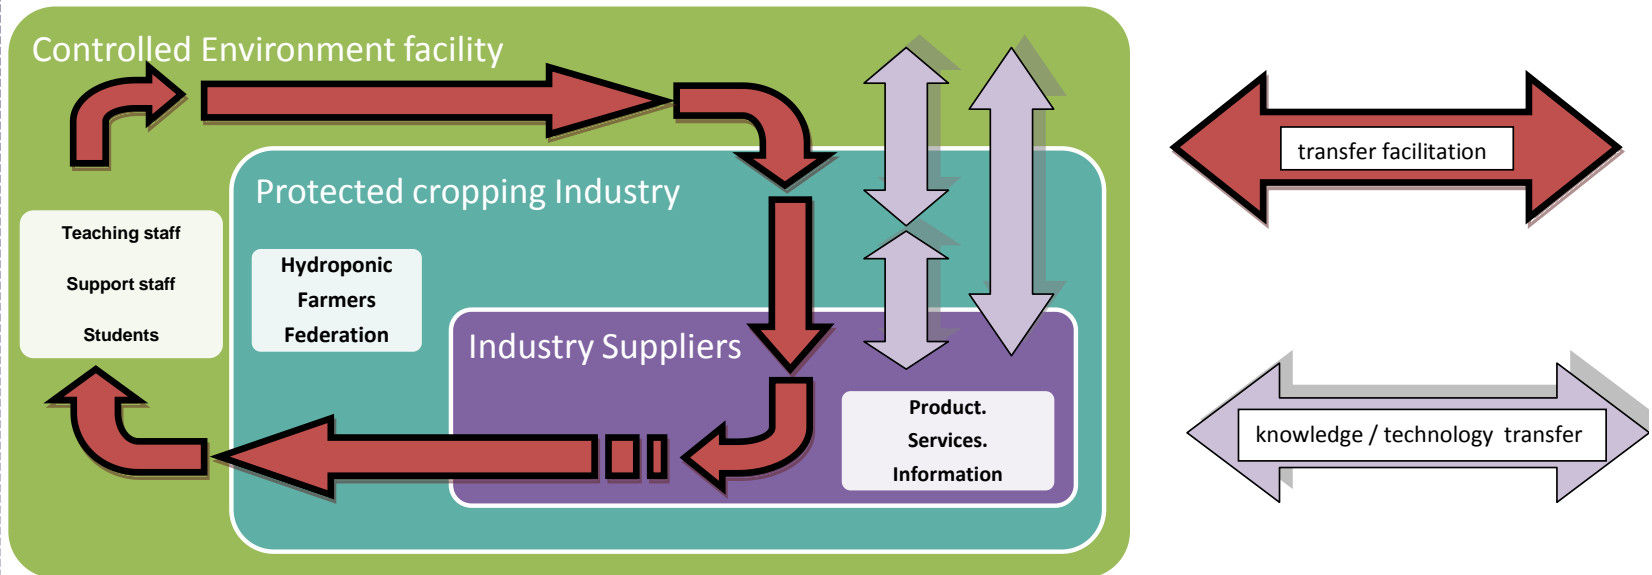 Controlled Environment facility
Protected cropping Industry
Teaching staff
Support staff
Students
Hydroponic
Farmers
Federation
Industry Suppliers
Product.
Services.
Information
transfer facilitation
knowledge / technology transfer